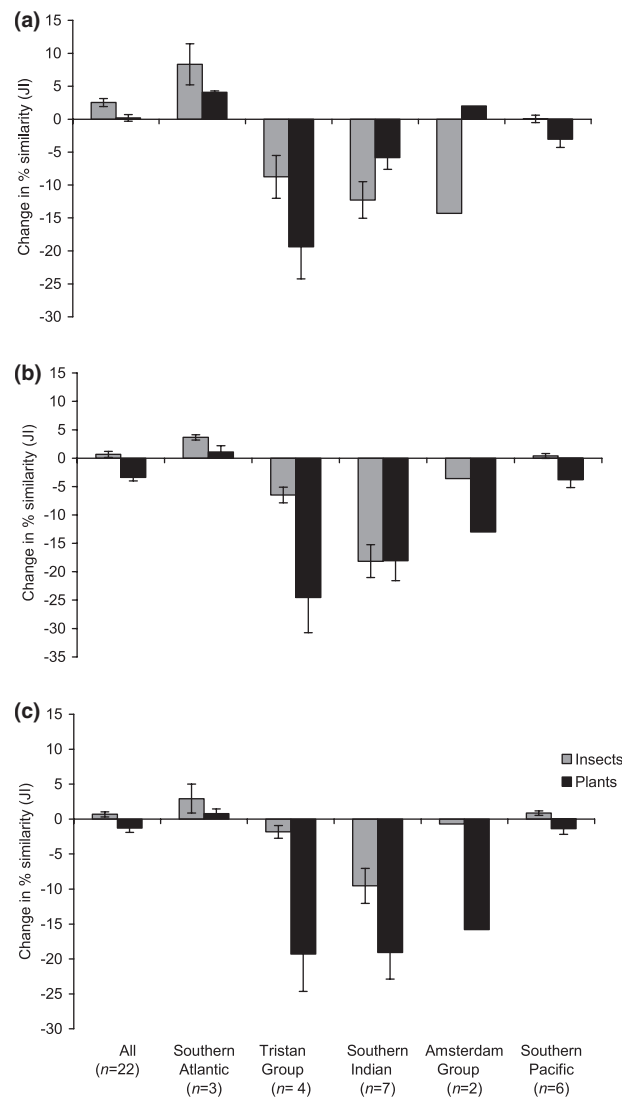 (a)
15
10
5
0
-5
-10
-15
-20
-25
-30
Change in % similarity (JI)
(b)
15
10
5
0
-5
-10
-15
-20
-25
-30
-35
Change in % similarity (JI)
(c)
15
10
5
0
-5
-10
-15
-20
-25
-30
Change in % similarity (JI)
Insects
Plants
All
(n=22)
Southern
Atlantic
(n=3)
Tristan
Group
(n= 4)
Southern
Indian
(n=7)
Amsterdam
Group
(n=2)
Southern
Pacific
(n=6)